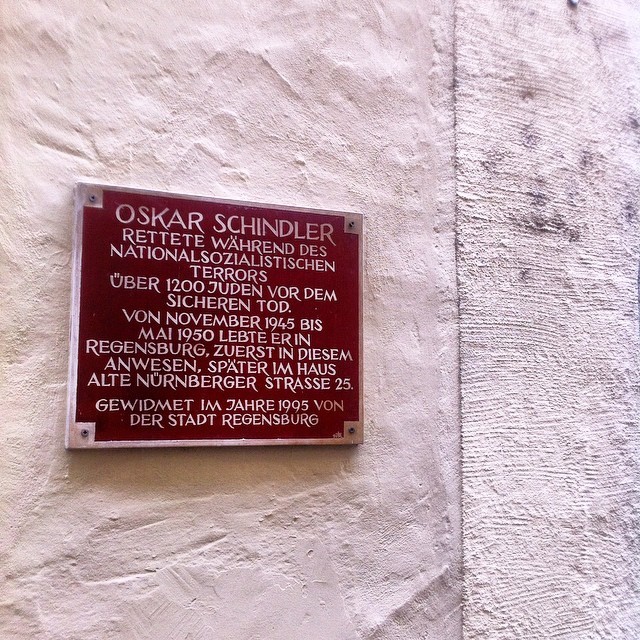 OSKAR SCHINDLER
RETTETE WÄHREND DES
NATIONALSOZIALISTISCHEN
TERRORS
ÜBER 1200 JUDEN VOR DEM
SICHEREN TOD.
VON NOVEMBER 1945 BIS
MAI 1950 LEBTE ER IN
REGENSBURG, ZUERST IN DIESEM
ANWESEN, SPÄTER IM HAUS
ALTE NÜRNBERGER STRASSE 25.
GEWIDMET IM JAHRE 1995 VON
DER STADT REGENSBURG